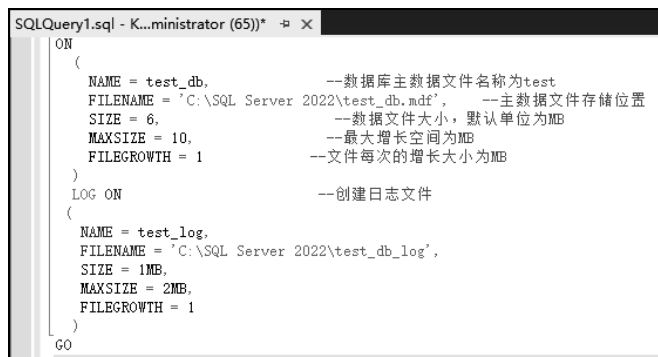 SQLQuery1.sql - K...ministrator (65))*
ON
(
NAME = test_db, --数据库主数据文件名称为test
FILENAME = 'C:\SQL Server 2022\test_db.mdf', --主数据文件存储位置
SIZE = 6, --数据文件大小，默认单位为MB
MAXSIZE = 10, --最大增长空间为MB
FILEGROWTH = 1 --文件每次的增长大小为MB
)
LOG ON --创建日志文件
(
NAME = test_log,
FILENAME = 'C:\SQL Server 2022\test_db_log',
SIZE = 1MB,
MAXSIZE = 2MB,
FILEGROWTH = 1
)
GO